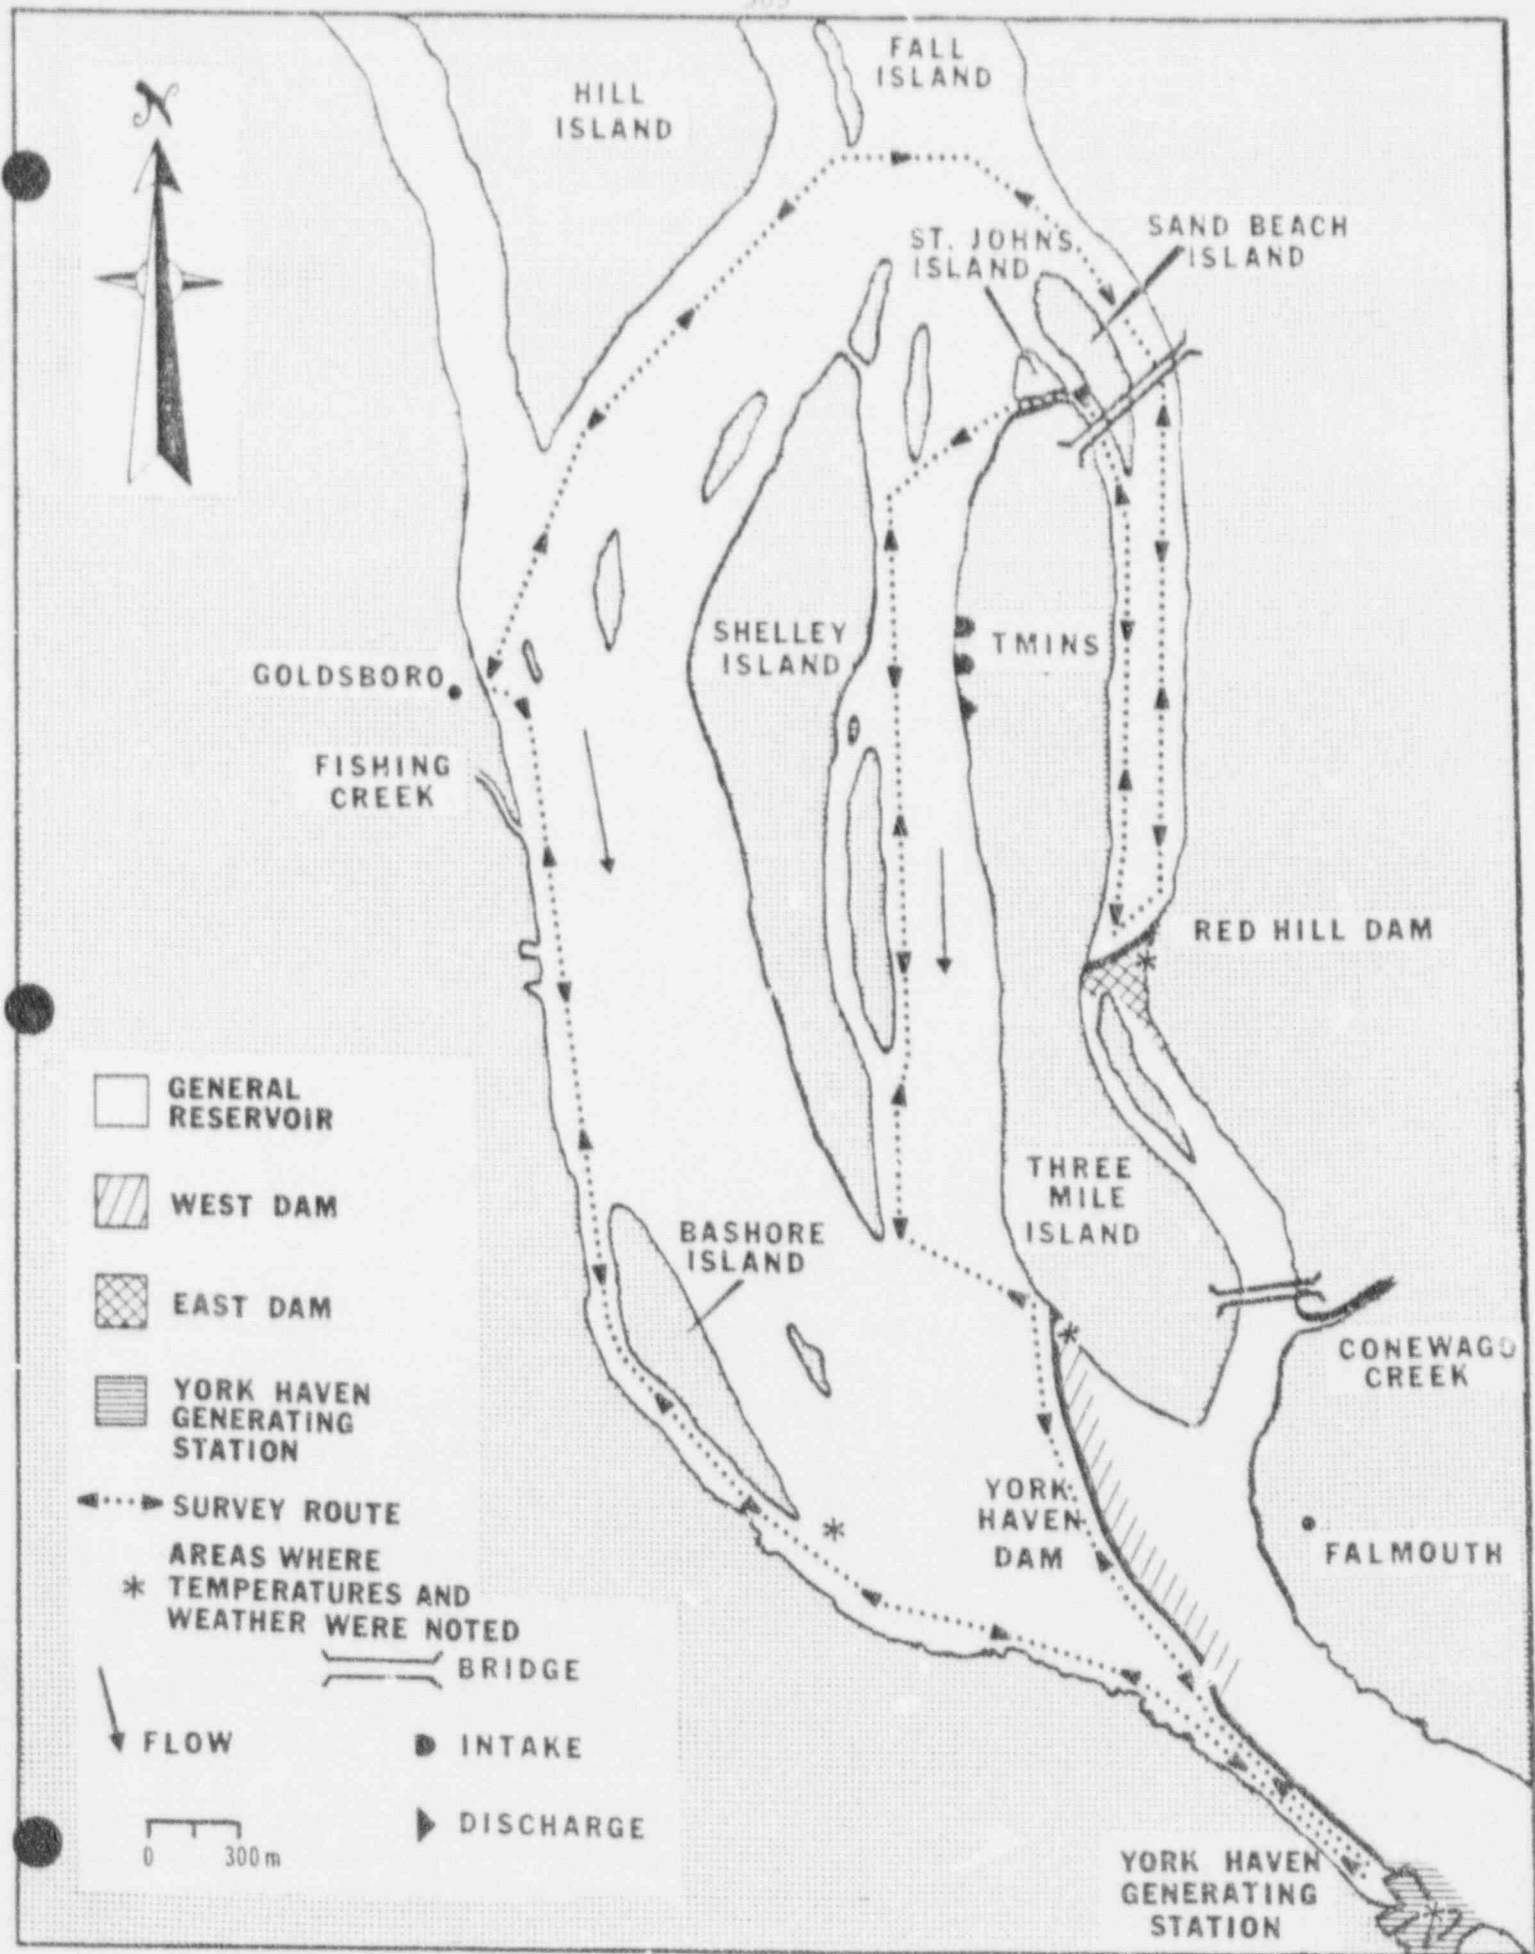 N
FALL
ISLAND
HILL
ISLAND
ST. JOHNS
ISLAND
SAND BEACH
ISLAND
SHELLEY
ISLAND
TMINS
GOLDSBORO
FISHING
CREEK
RED HILL DAM
GENERAL
RESERVOIR
WEST DAM
EAST DAM
YORK HAVEN
GENERATING
STATION
SURVEY ROUTE
AREAS WHERE
* TEMPERATURES AND
WEATHER WERE NOTED
BRIDGE
FLOW
INTAKE
DISCHARGE
0 300 m
THREE
MILE
ISLAND
BASHORE
ISLAND
CONEWAGO
CREEK
YORK
HAVEN
DAM
FALMOUTH
YORK HAVEN
GENERATING
STATION